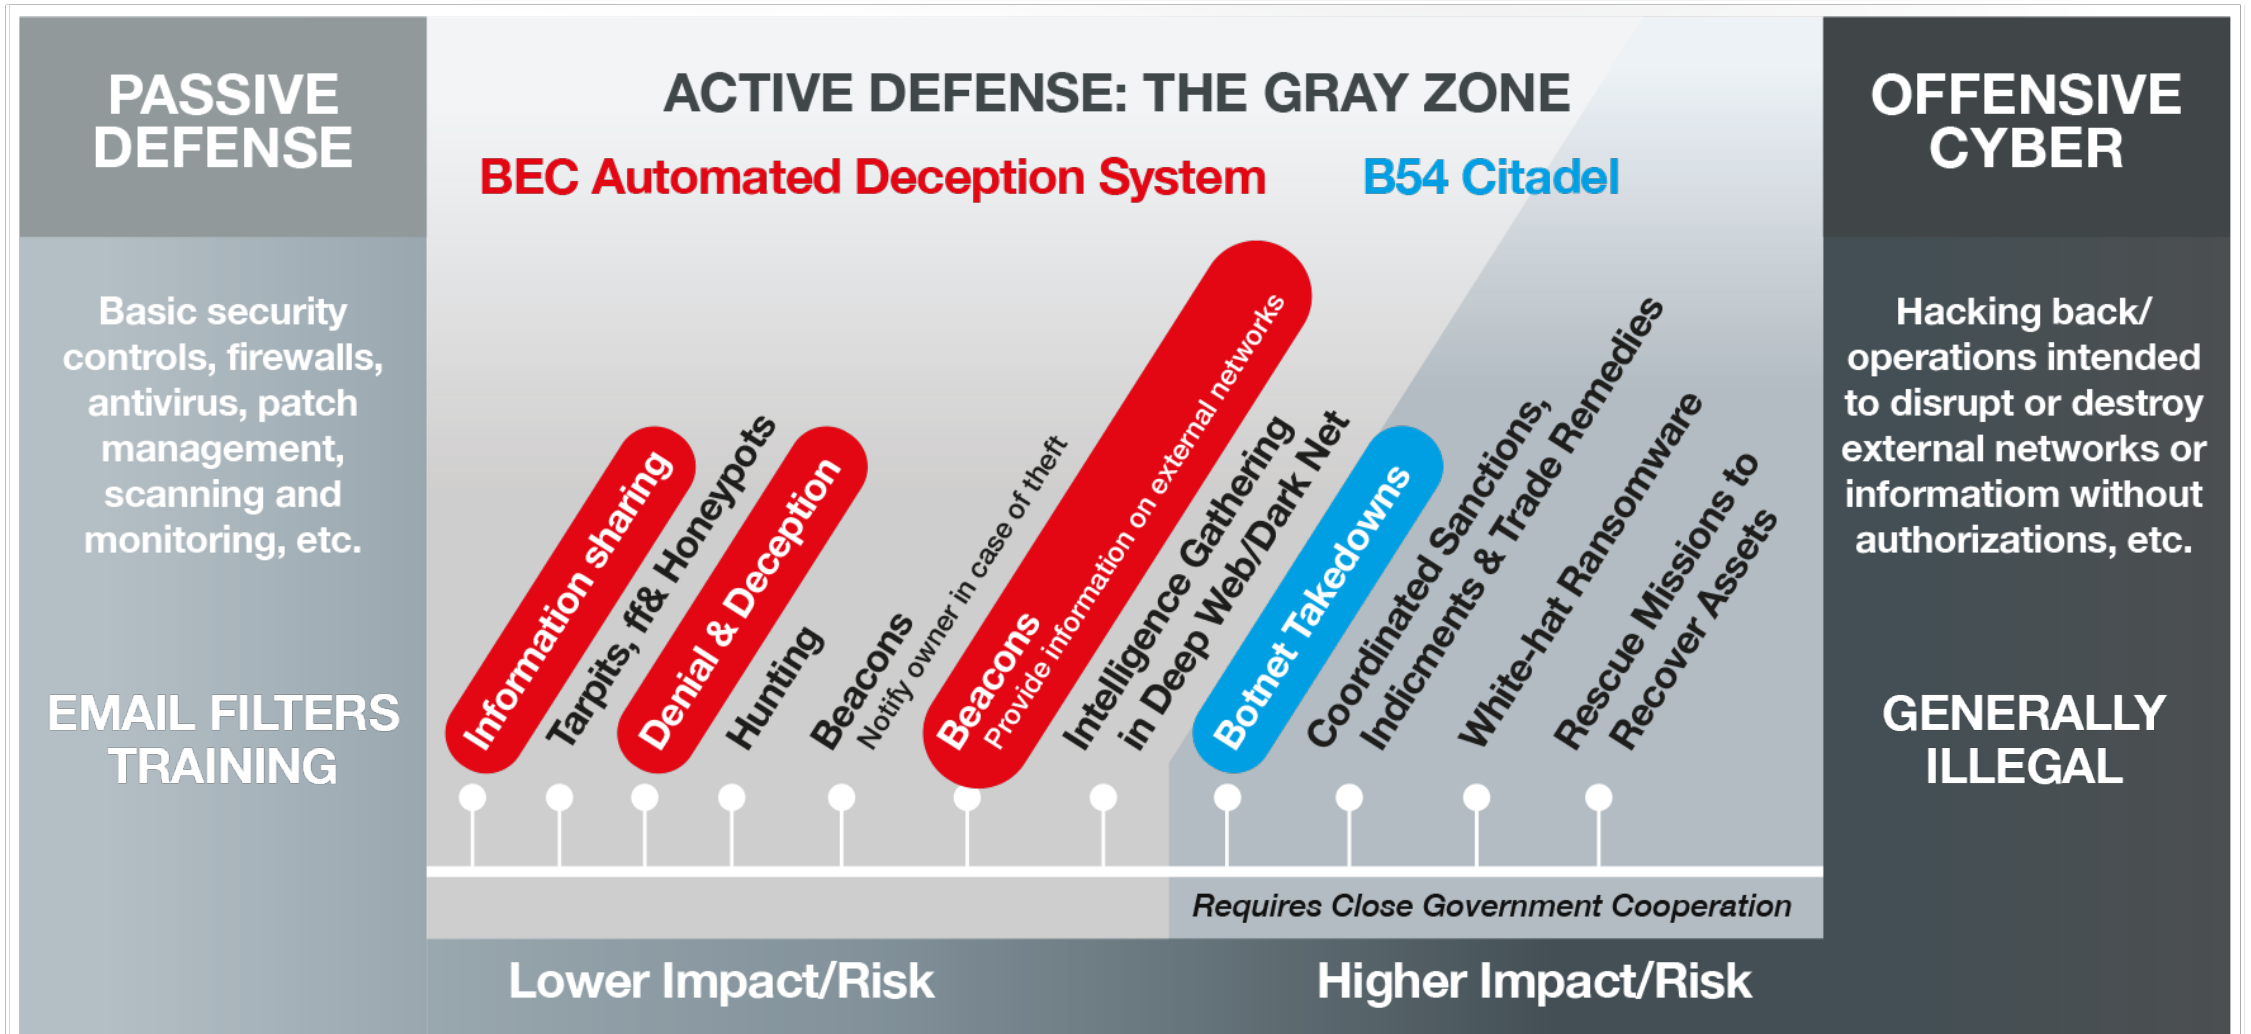 PASSIVE
DEFENSE
Basic security
controls, firewalls,
antivirus, patch
management,
scanning and
monitoring, etc.
EMAIL FILTERS
TRAINING
ACTIVE DEFENSE: THE GRAY ZONE
BEC Automated Deception System
B54 Citadel
Information sharing
Tarpits, ff& Honeypots
Denial & Deception
Hunting
Beacons
Notify owner in case of theft
Beacons
Provide information on external networks
Intelligence Gathering
in Deep Web/Dark Net
Botnet Takedowns
Coordinated Sanctions,
Indicments & Trade Remedies
White-hat Ransomware
Rescue Missions to
Recover Assets
Requires Close Government Cooperation
Lower Impact/Risk
Higher Impact/Risk
OFFENSIVE
CYBER
Hacking back/
operations intended
to disrupt or destroy
external networks or
informatiom without
authorizations, etc.
GENERALLY
ILLEGAL